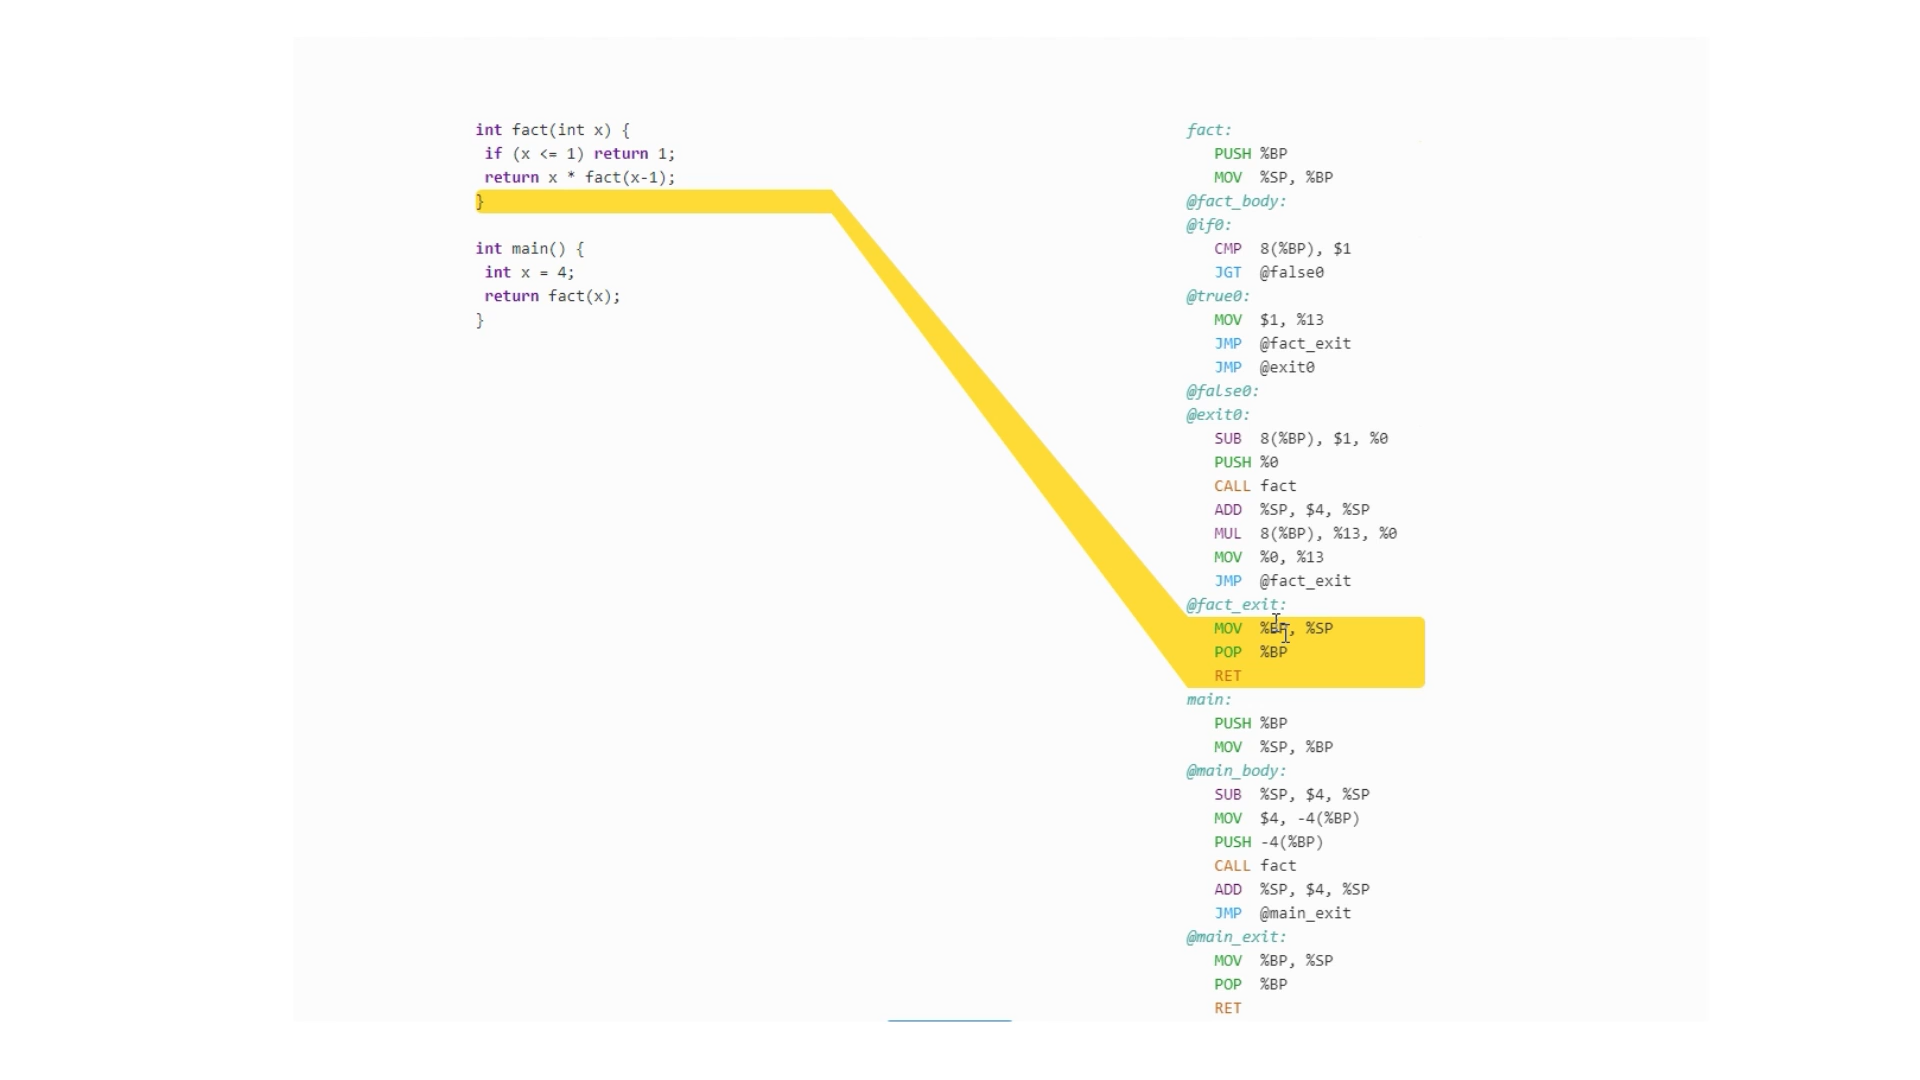 int fact(int x) {
if (x <= 1) return 1;
return x * fact(x-1);
}
int main() {
int x = 4;
return fact(x);
}
fact:
PUSH %BP
MOV %SP, %BP
@fact_body:
@if0:
CMP 8(%BP), $1
JGT @false0
@true0:
MOV $1, %13
JMP @fact_exit
JMP @exit0
@false0:
@exit0:
SUB 8(%BP), $1, %0
PUSH %0
CALL fact
ADD %SP, $4, %SP
MUL 8(%BP), %13, %0
MOV %0, %13
JMP @fact_exit
@fact_exit:
MOV %BP, %SP
POP %BP
RET
main:
PUSH %BP
MOV %SP, %BP
@main_body:
SUB %SP, $4, %SP
MOV $4, -4(%BP)
PUSH -4(%BP)
CALL fact
ADD %SP, $4, %SP
JMP @main_exit
@main_exit:
MOV %BP, %SP
POP %BP
RET